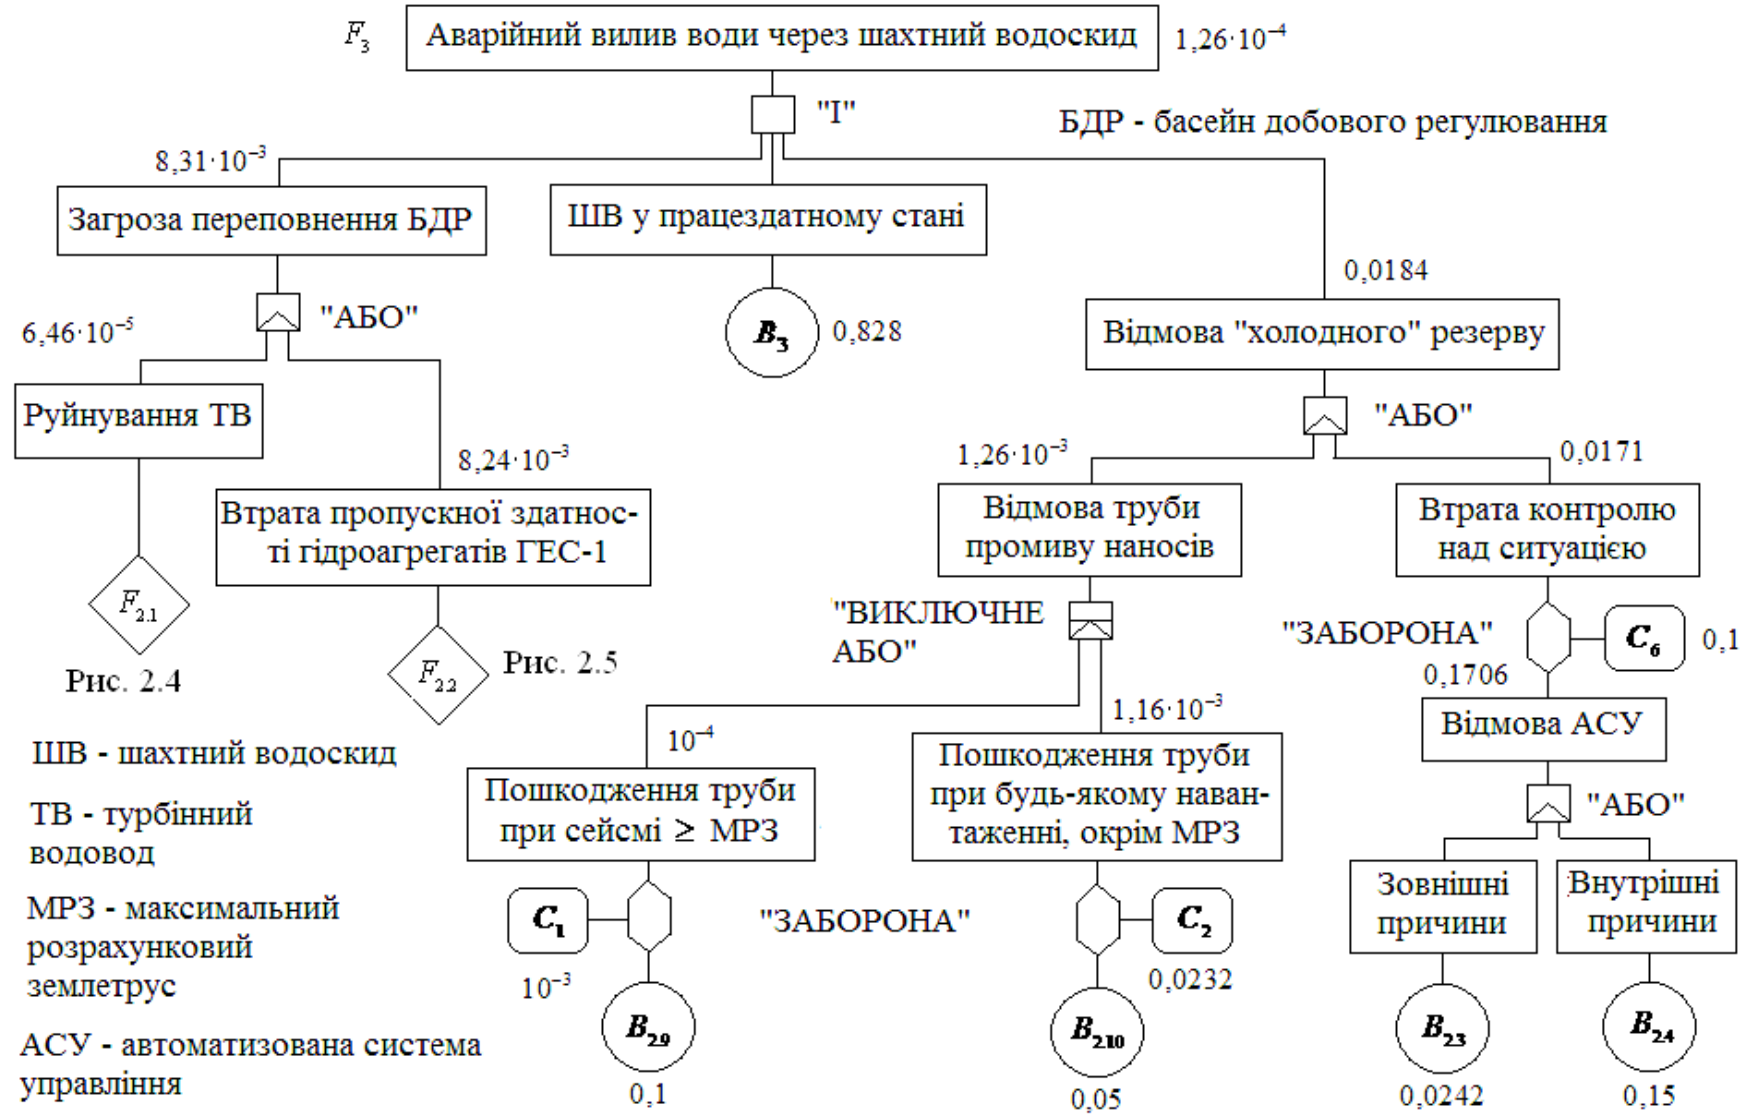 F₃
Аварійний вилив води через шахтний водоскид
1,26·10⁻⁴
"І"
БДР - басейн добового регулювання
8,31·10⁻³
Загроза переповнення БДР
ШВ у працездатному стані
0,0184
"АБО"
6,46·10⁻⁵
B₃
0,828
Відмова "холодного" резерву
Руйнування ТВ
"АБО"
8,24·10⁻³
1,26·10⁻³
0,0171
Втрата пропускної здатнос-
ті гідроагрегатів ГЕС-1
Відмова труби
промиву наносів
Втрата контролю
над ситуацією
F₂.₁
Рис. 2.4
F₂.₂
Рис. 2.5
"ВИКЛЮЧНЕ
АБО"
"ЗАБОРОНА"
C₆
0,1
0,1706
Відмова АСУ
10⁻⁴
1,16·10⁻³
Пошкодження труби
при сейсмі ≥ МРЗ
Пошкодження труби
при будь-якому наван-
таженні, окрім МРЗ
"АБО"
ШВ - шахтний водоскид
ТВ - турбінний
водовод
МРЗ - максимальний
розрахунковий
землетрус
АСУ - автоматизована система
управління
C₁
10⁻³
"ЗАБОРОНА"
C₂
0,0232
Зовнішні
причини
Внутрішні
причини
B₂.₉
0,1
B₂.₁₀
0,05
B₂.₃
0,0242
B₂.₄
0,15